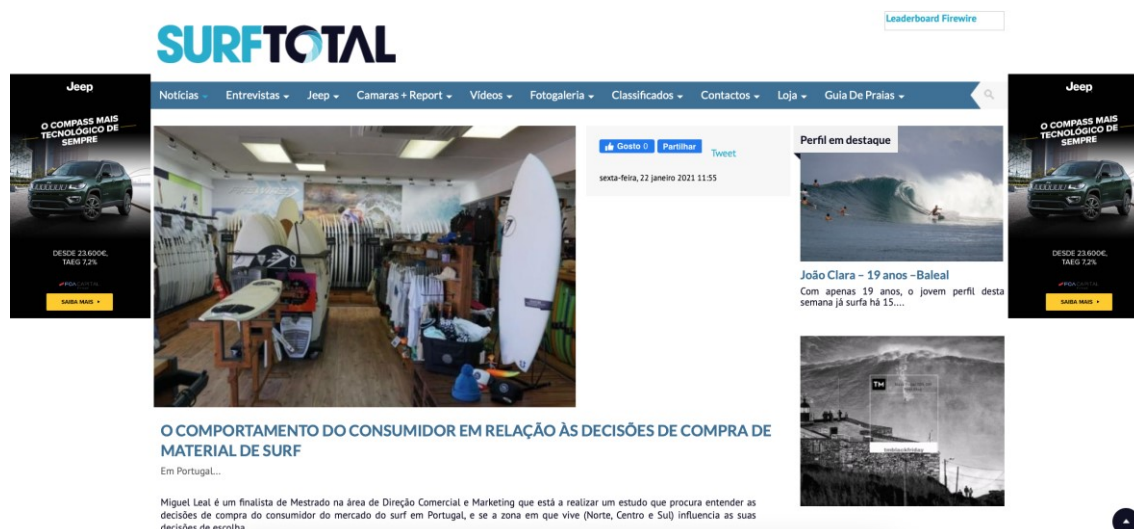 SURFTOTAL
Leaderboard Firewire
Jeep
O COMPASS MAIS
TECNOLÓGICO DE
SEMPRE
DESDE 23.600€,
TAEG 7,2%
SAIBA MAIS
Notícias
Entrevistas
Jeep
Camaras + Report
Vídeos
Fotogaleria
Classificados
Contactos
Loja
Guia De Praias
Gosto 0
Partilhar
Tweet
sexta-feira, 22 janeiro 2021 11:55
O COMPORTAMENTO DO CONSUMIDOR EM RELAÇÃO ÀS DECISÕES DE COMPRA DE
MATERIAL DE SURF
Em Portugal...
Miguel Leal é um finalista de Mestrado na área de Direção Comercial e Marketing que está a realizar um estudo que procura entender as
decisões de compra do consumidor do mercado do surf em Portugal, e se a zona em que vive (Norte, Centro e Sul) influencia as suas
decisões de escolha
Perfil em destaque
João Clara – 19 anos –Baleal
Com apenas 19 anos, o jovem perfil desta
semana já surfa há 15....
TM
Jeep
O COMPASS MAIS
TECNOLÓGICO DE
SEMPRE
DESDE 23.600€,
TAEG 7,2%
SAIBA MAIS